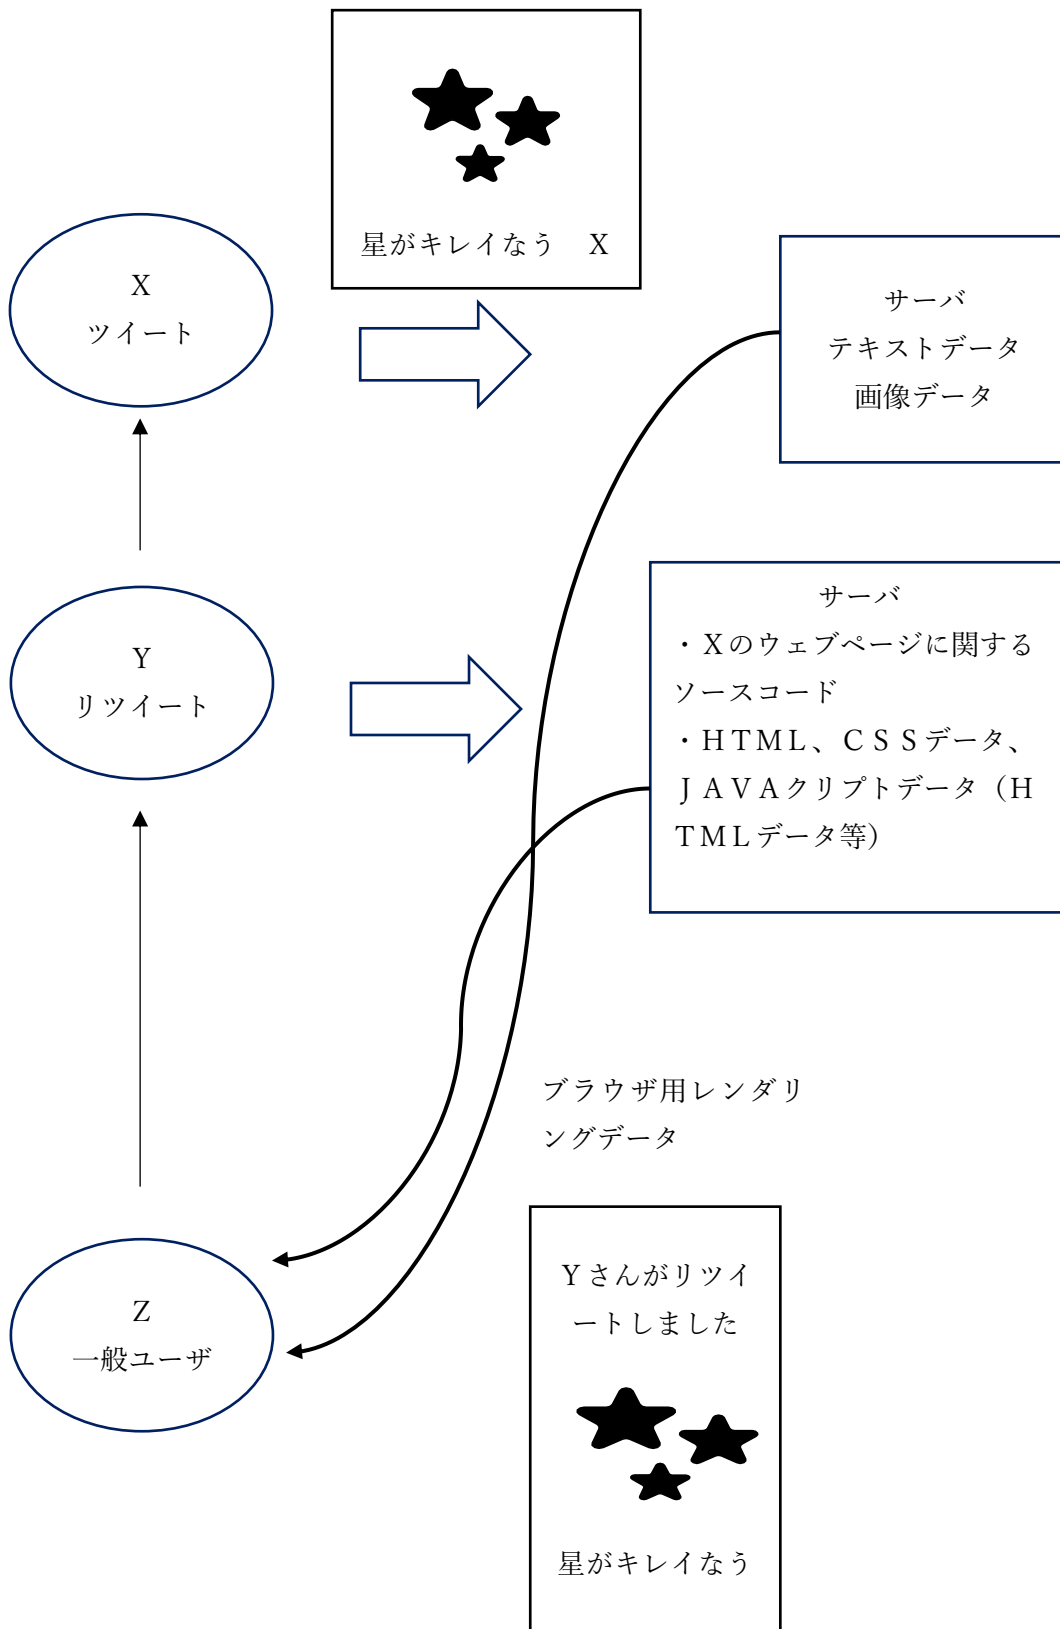 星がキレイなう　X
X
ツイート
サーバ
テキストデータ
画像データ
Y
リツイート
サーバ
・Xのウェブページに関する
ソースコード
・HTML、CSSデータ、
JAVAクリプトデータ（H
TMLデータ等）
ブラウザ用レンダリ
ングデータ
Z
一般ユーザ
Yさんがリツイ
ートしました
星がキレイなう